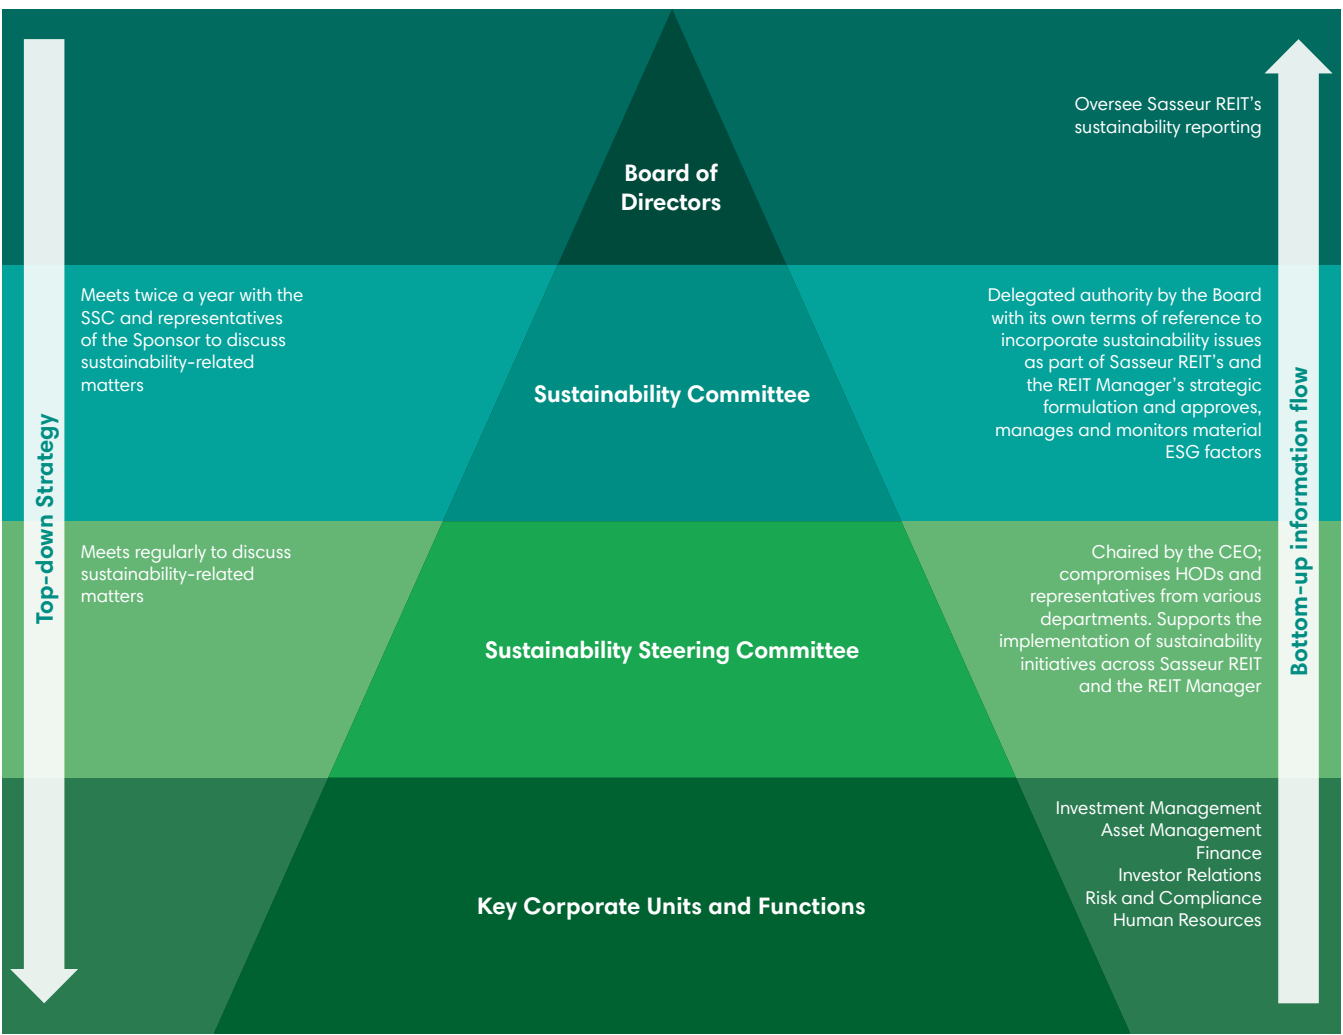 Top-down Strategy
Oversee Sasseur REIT's
sustainability reporting
Board of
Directors
Meets twice a year with the
SSC and representatives
of the Sponsor to discuss
sustainability-related
matters
Sustainability Committee
Delegated authority by the Board
with its own terms of reference to
incorporate sustainability issues
as part of Sasseur REIT's and
the REIT Manager's strategic
formulation and approves,
manages and monitors material
ESG factors
Meets regularly to discuss
sustainability-related
matters
Sustainability Steering Committee
Chaired by the CEO;
compromises HODs and
representatives from various
departments. Supports the
implementation of sustainability
initiatives across Sasseur REIT
and the REIT Manager
Key Corporate Units and Functions
Investment Management
Asset Management
Finance
Investor Relations
Risk and Compliance
Human Resources
Bottom-up information flow